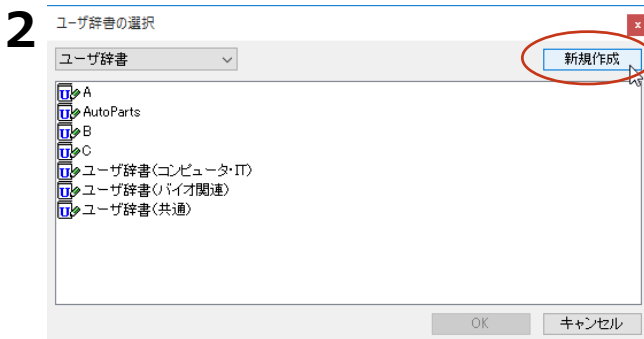 2
ユーザ辞書の選択
x
ユーザ辞書
新規作成
U A
U AutoParts
U B
U C
U ユーザ辞書(コンピュータ・IT)
U ユーザ辞書(バイオ関連)
U ユーザ辞書(共通)
OK キャンセル